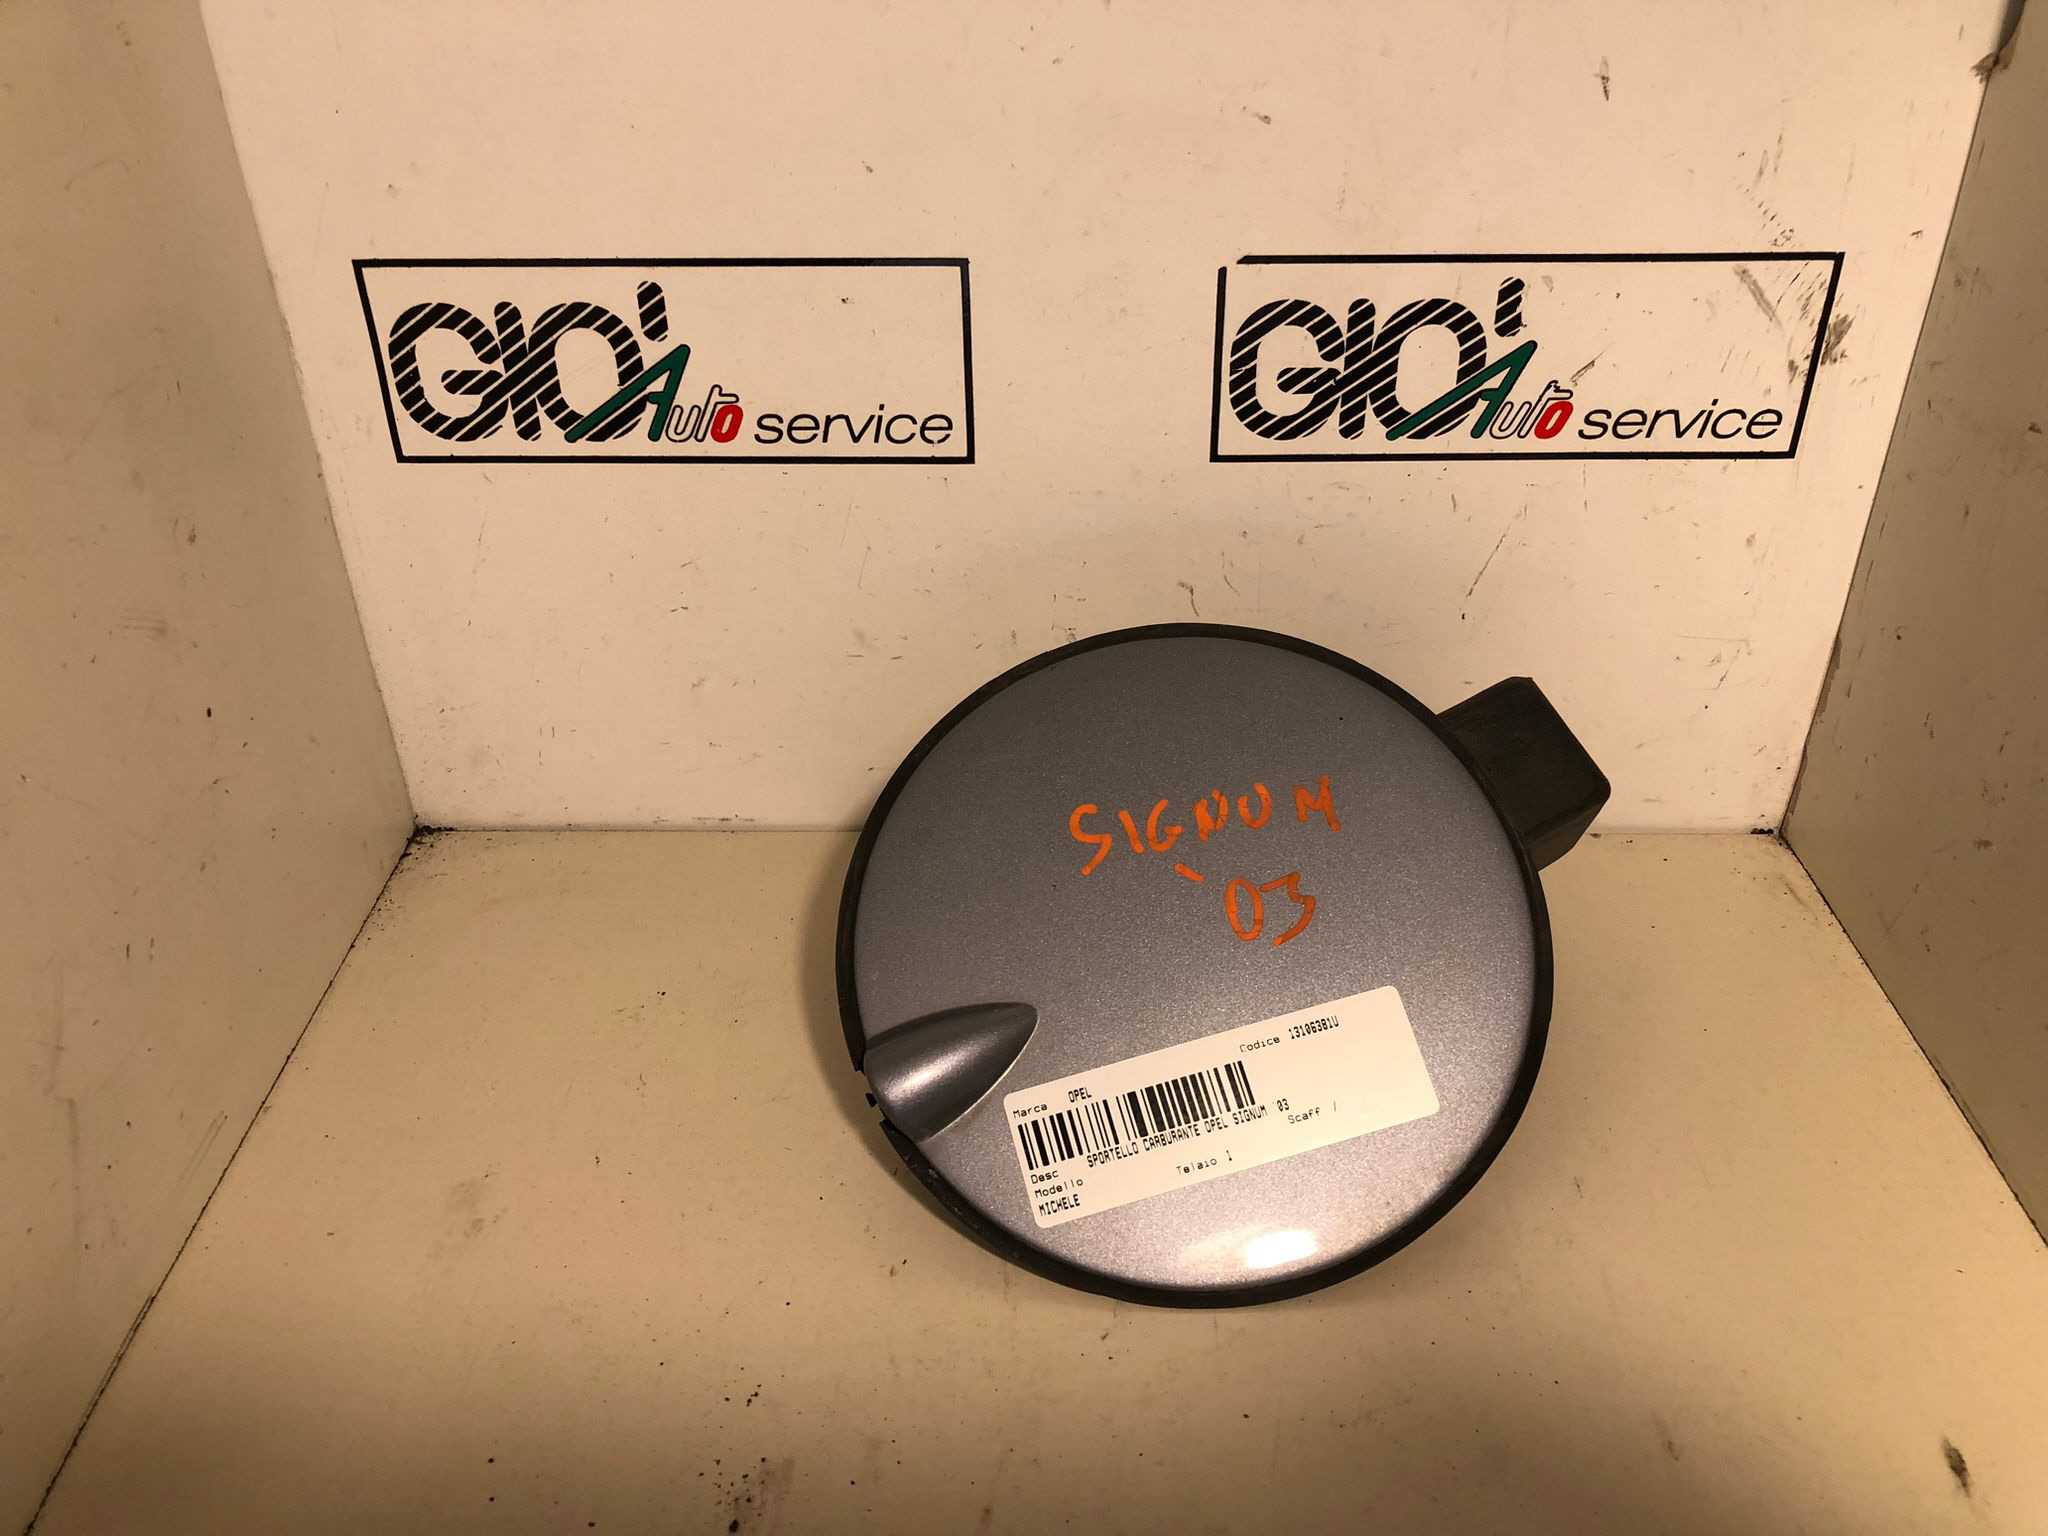 GIO' Auto service
GIO' Auto service
SIGNUM
'03
Codice 13106381U
Marca OPEL
Desc SPORTELLO CARBURANTE OPEL SIGNUM '03
Modello Telaio 1 Scaff /
MICHELE